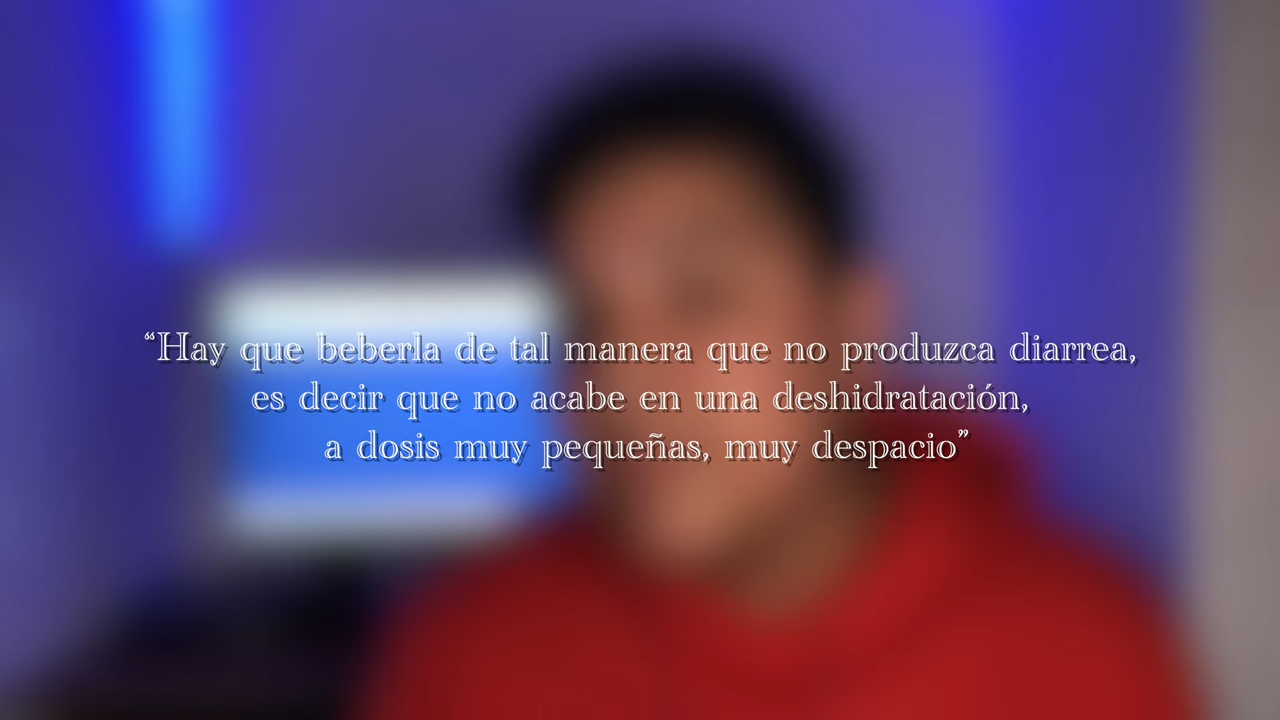 “Hay que beberla de tal manera que no produzca diarrea,
es decir que no acabe en una deshidratación,
a dosis muy pequeñas, muy despacio”